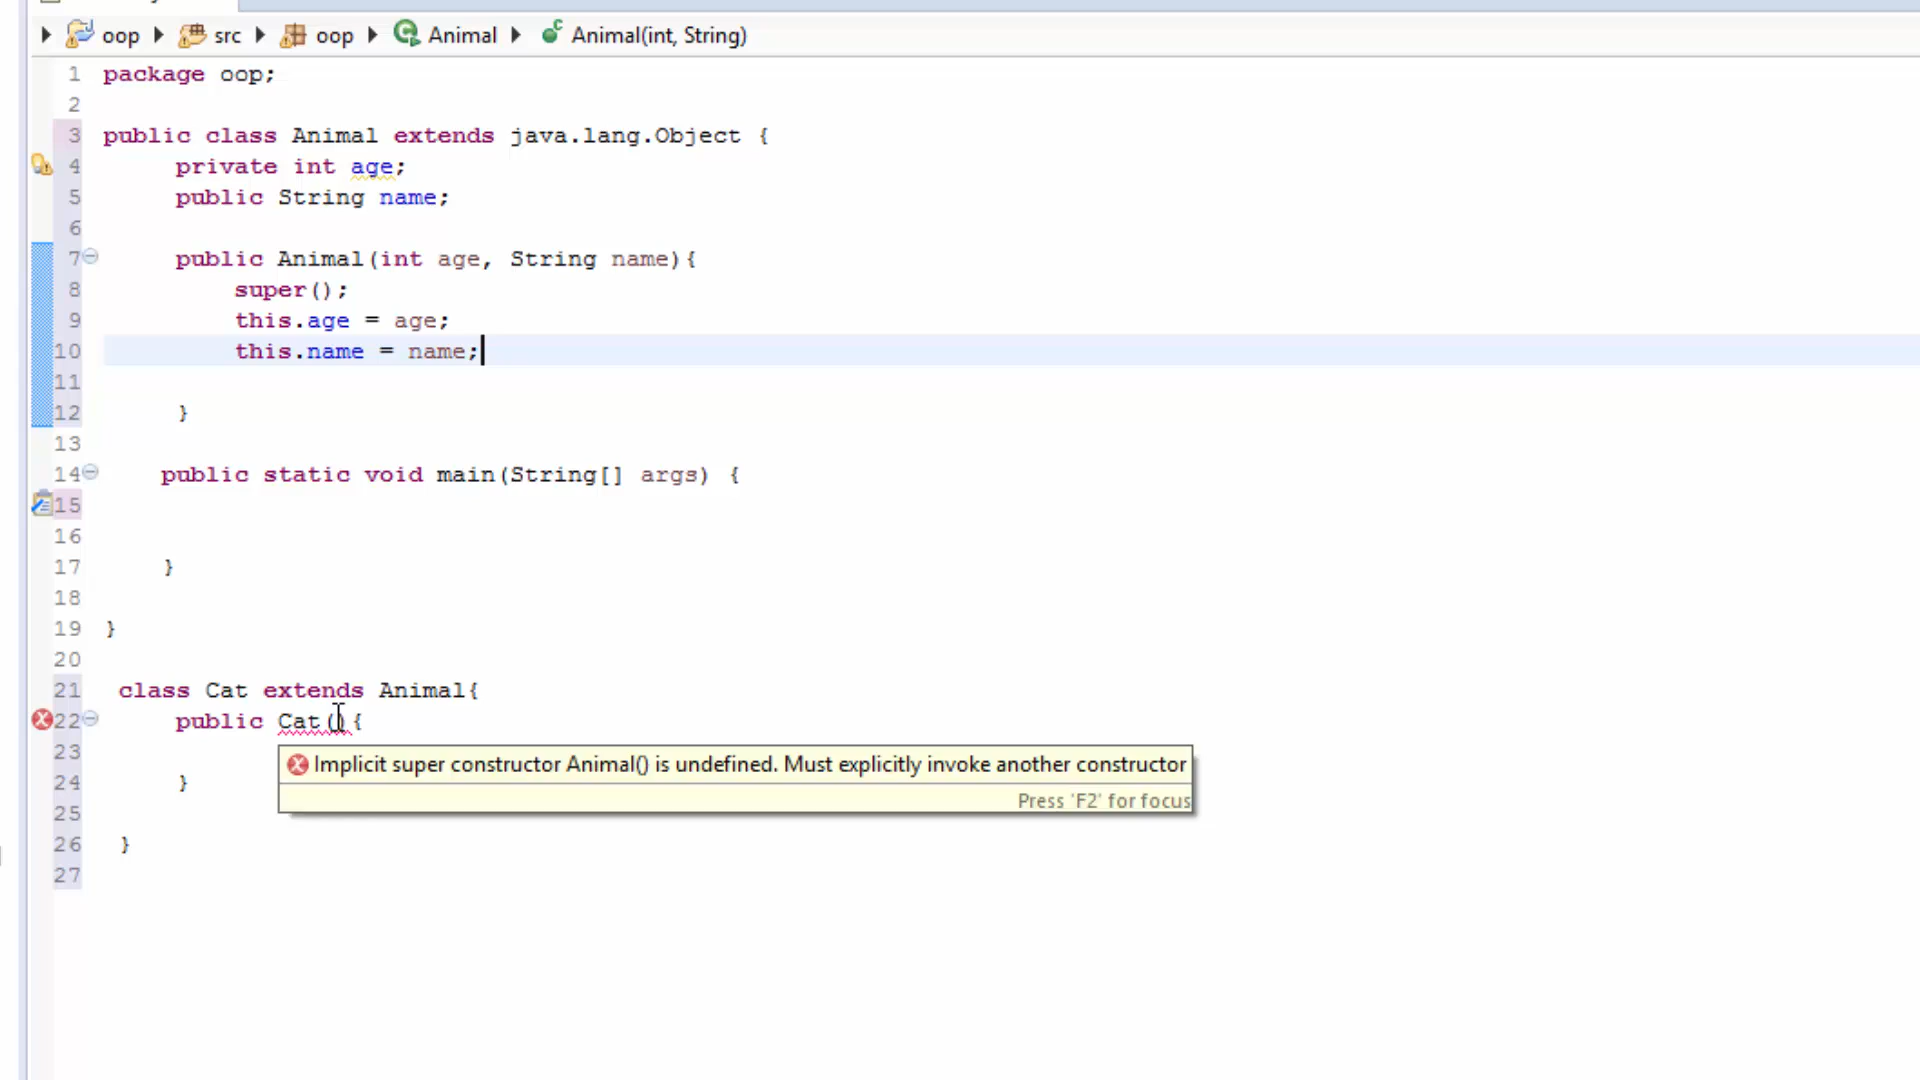 oop src oop Animal Animal(int, String)
1 package oop;
2
3 public class Animal extends java.lang.Object {
4 private int age;
5 public String name;
6
7 public Animal(int age, String name){
8 super();
9 this.age = age;
10 this.name = name;
11
12 }
13
14 public static void main(String[] args) {
15
16
17 }
18
19 }
20
21 class Cat extends Animal{
22 public Cat(){
23
Implicit super constructor Animal() is undefined. Must explicitly invoke another constructor
24 }
Press 'F2' for focus
25
26 }
27